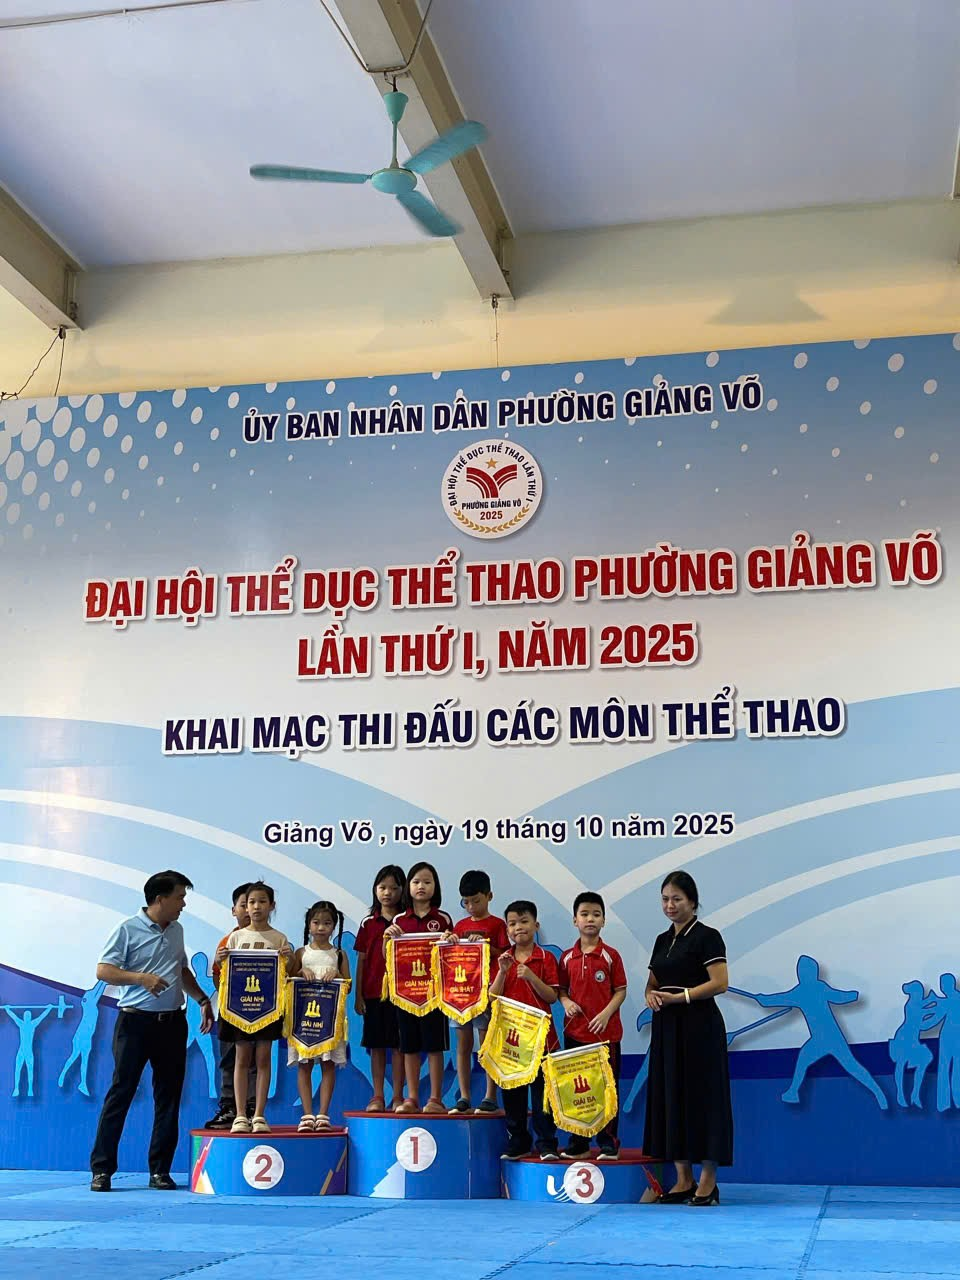 ỦY BAN NHÂN DÂN PHƯỜNG GIẢNG VÕ
ĐẠI HỘI THỂ DỤC THỂ THAO LẦN THỨ I
PHƯỜNG GIẢNG VÕ
2025
ĐẠI HỘI THỂ DỤC THỂ THAO PHƯỜNG GIẢNG VÕ
LẦN THỨ I, NĂM 2025
KHAI MẠC THI ĐẤU CÁC MÔN THỂ THAO
Giảng Võ , ngày 19 tháng 10 năm 2025
GIẢI NHÌ
GIẢI NHÌ
GIẢI NHẤT
GIẢI NHẤT
GIẢI BA
GIẢI BA
2
1
3